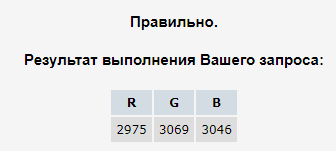 Правильно.
Результат выполнения Вашего запроса:
R G B
2975 3069 3046